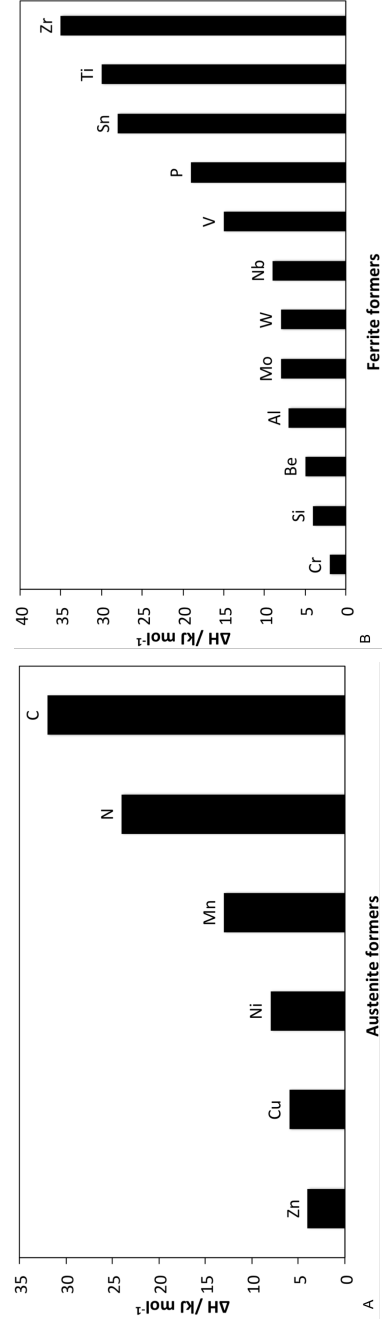 ΔH /kJ mol-1
35
30
25
20
15
10
5
0
Zn
Cu
Ni
Mn
N
C
Austenite formers
A
ΔH /kJ mol-1
40
35
30
25
20
15
10
5
0
Cr
Si
Be
Al
Mo
W
Nb
V
P
Sn
Ti
Zr
Ferrite formers
B